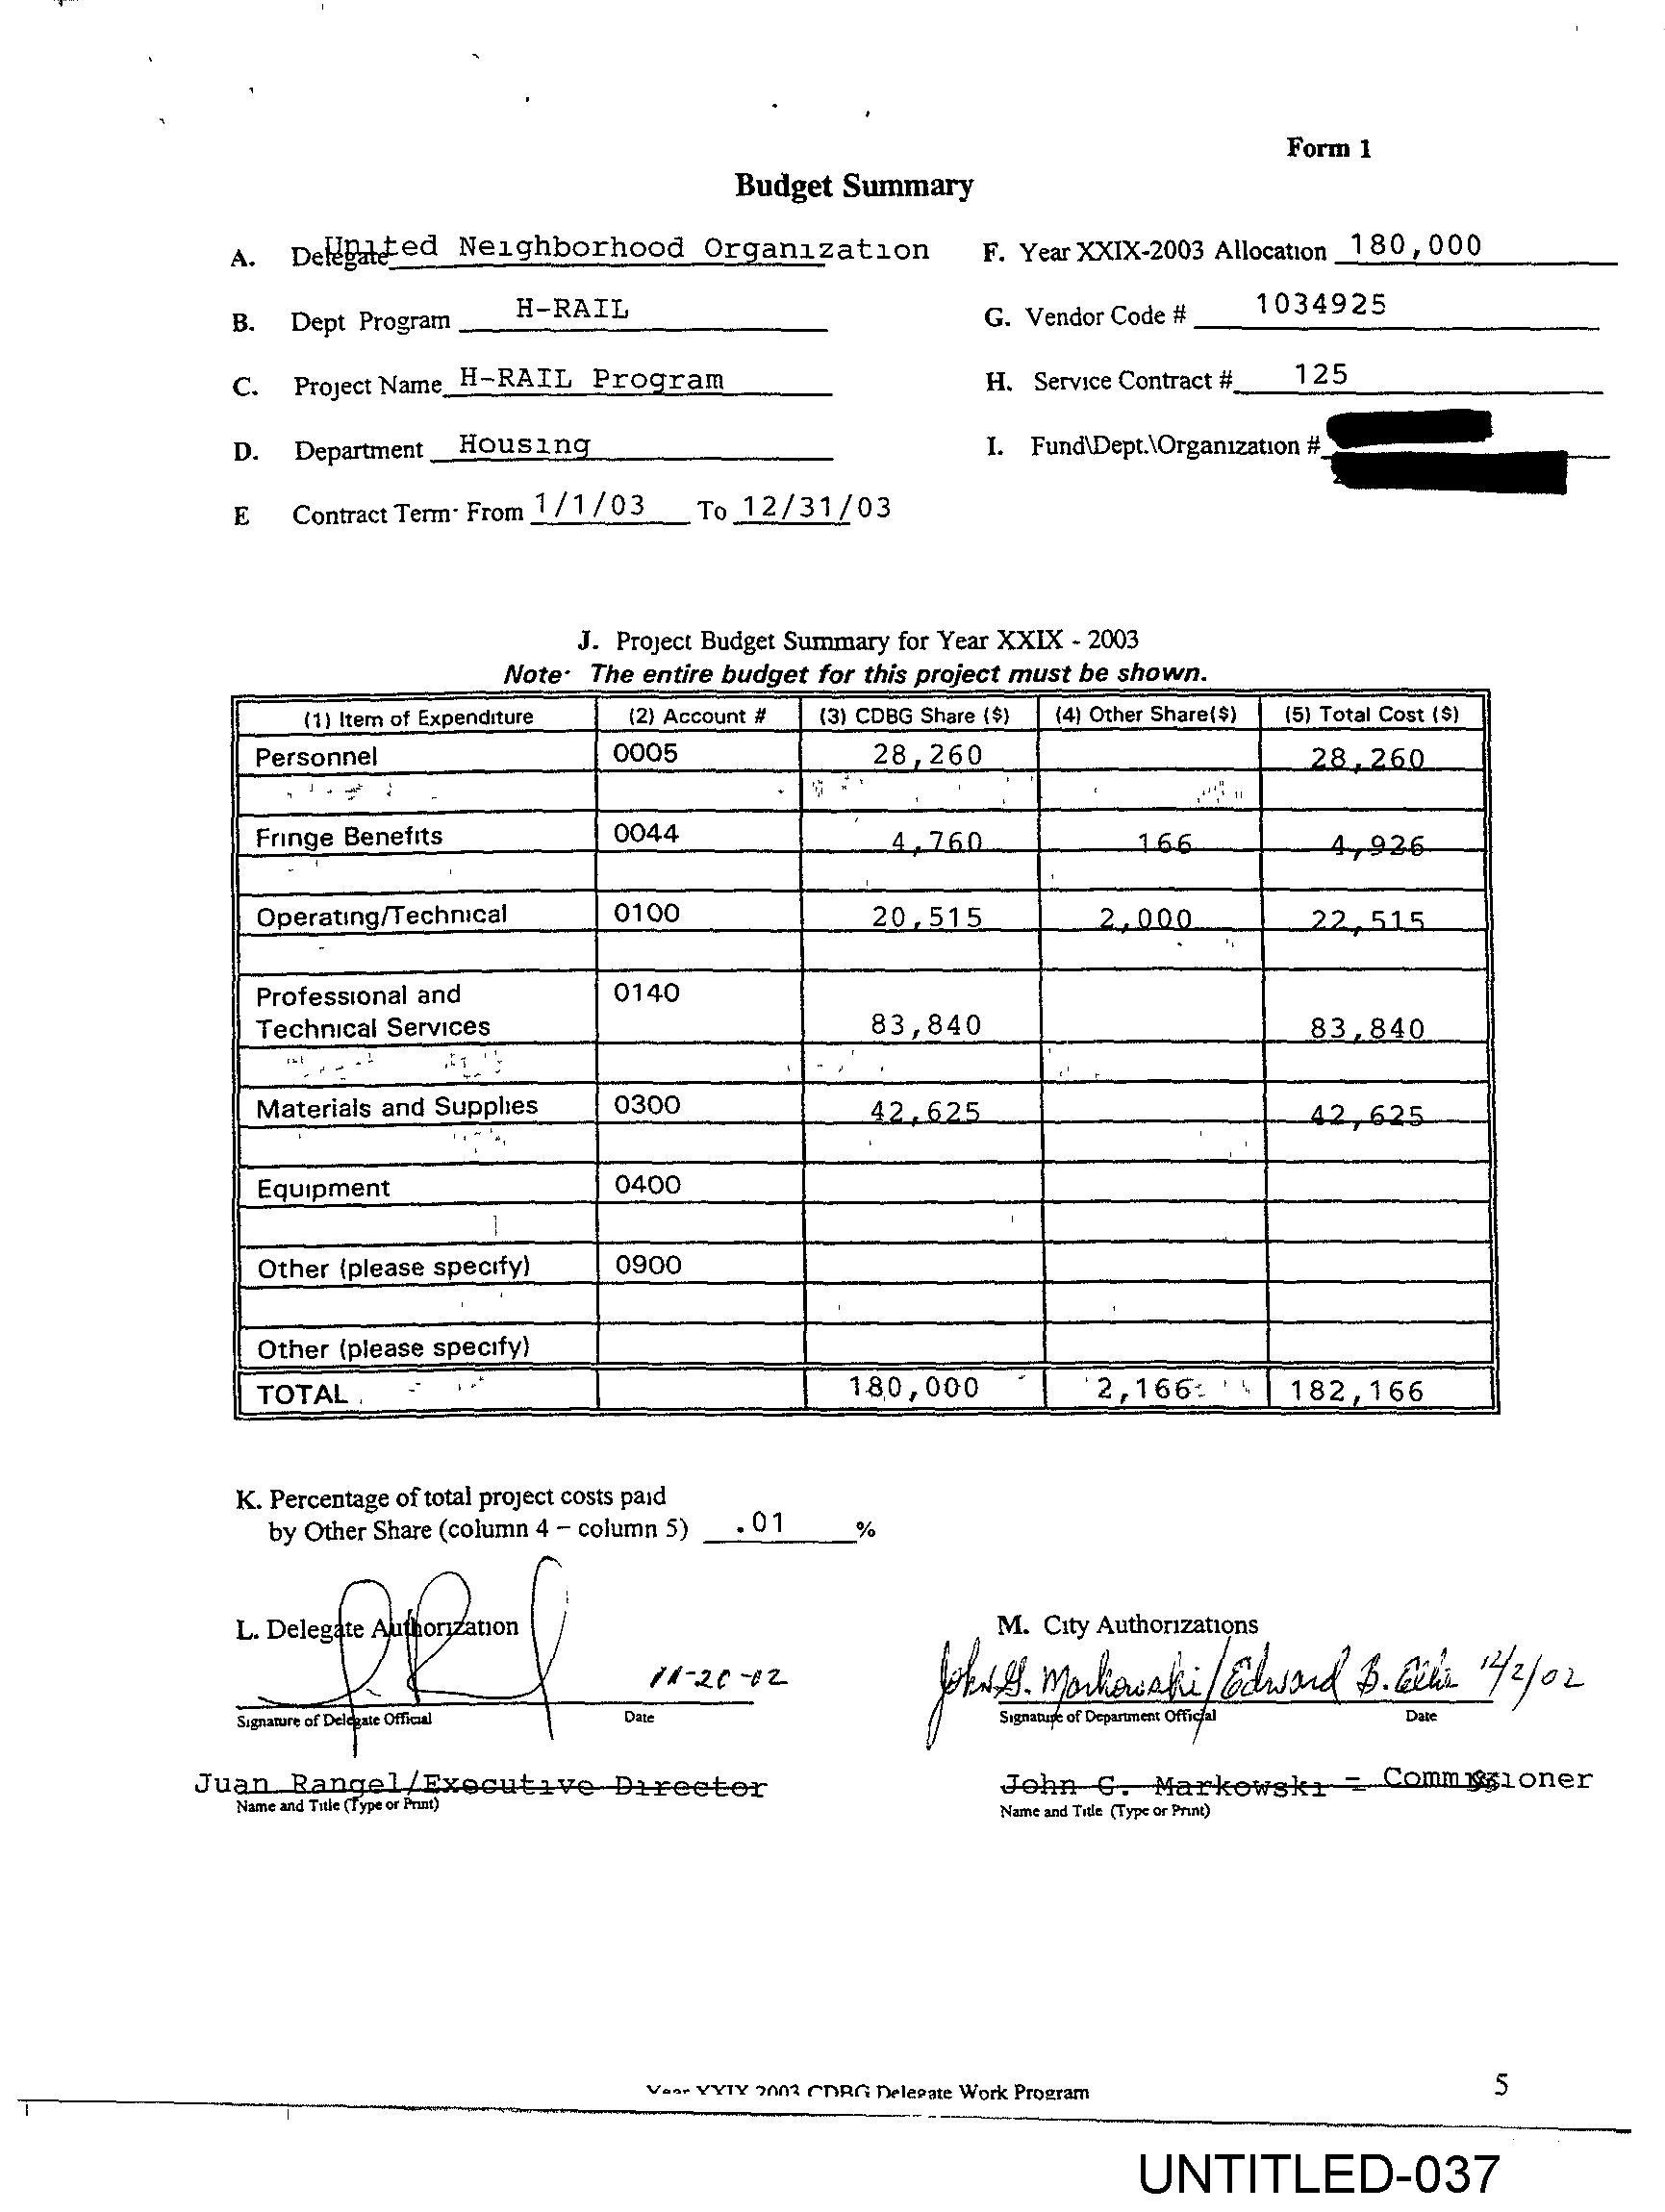 Form 1
Budget Summary
A. Delegate United Neighborhood Organization F. Year XXIX-2003 Allocation 180,000
B. Dept Program H-RAIL G. Vendor Code # 1034925
C. Project Name H-RAIL Program H. Service Contract # 125
D. Department Housing I. Fund\Dept.\Organization #
E Contract Term· From 1/1/03 To 12/31/03
J. Project Budget Summary for Year XXIX - 2003
Note· The entire budget for this project must be shown.
(1) Item of Expenditure (2) Account # (3) CDBG Share ($) (4) Other Share($) (5) Total Cost ($)
Personnel 0005 28,260 28,260
Fringe Benefits 0044 4,760 166 4,926
Operating/Technical 0100 20,515 2,000 22,515
Professional and 0140
Technical Services 83,840 83,840
Materials and Supplies 0300 42,625 42,625
Equipment 0400
Other (please specify) 0900
Other (please specify)
TOTAL 180,000 2,166 182,166
K. Percentage of total project costs paid
by Other Share (column 4 – column 5) .01 %
L. Delegate Authorization M. City Authorizations
11-20-02 John G. Markowski/Edward B. Ellis 12/2/02
Signature of Delegate Official Date Signature of Department Official Date
Juan Rangel/Executive Director John G. Markowski - Commissioner
Name and Title (Type or Print) Name and Title (Type or Print)
Year XXIX 2003 CDBG Delegate Work Program 5
UNTITLED-037